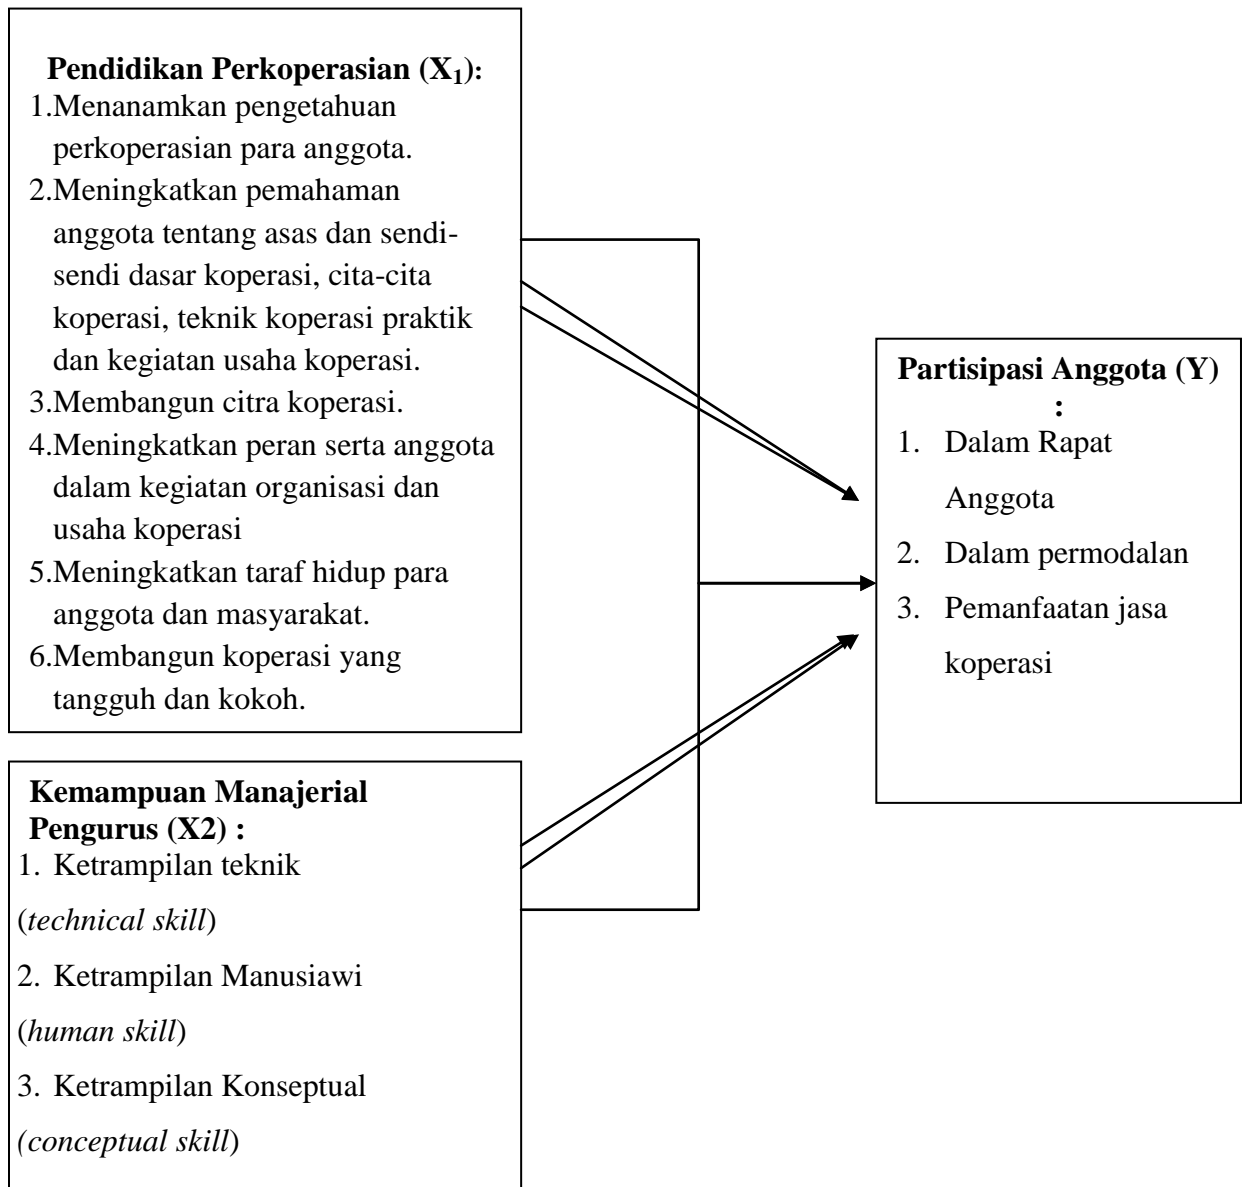 Pendidikan Perkoperasian (X₁):
1.Menanamkan pengetahuan
perkoperasian para anggota.
2.Meningkatkan pemahaman
anggota tentang asas dan sendi-
sendi dasar koperasi, cita-cita
koperasi, teknik koperasi praktik
dan kegiatan usaha koperasi.
3.Membangun citra koperasi.
4.Meningkatkan peran serta anggota
dalam kegiatan organisasi dan
usaha koperasi
5.Meningkatkan taraf hidup para
anggota dan masyarakat.
6.Membangun koperasi yang
tangguh dan kokoh.
Kemampuan Manajerial
Pengurus (X2) :
1. Ketrampilan teknik
(technical skill)
2. Ketrampilan Manusiawi
(human skill)
3. Ketrampilan Konseptual
(conceptual skill)
Partisipasi Anggota (Y)
:
1. Dalam Rapat
Anggota
2. Dalam permodalan
3. Pemanfaatan jasa
koperasi